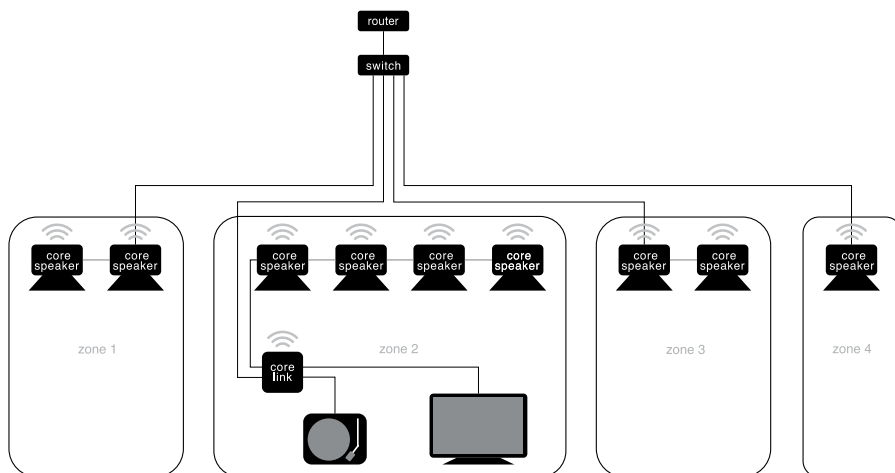 router
switch
core
speaker
core
speaker
core
speaker
core
speaker
core
speaker
core
speaker
core
speaker
core
speaker
core
speaker
zone 1
zone 2
zone 3
zone 4
core
link